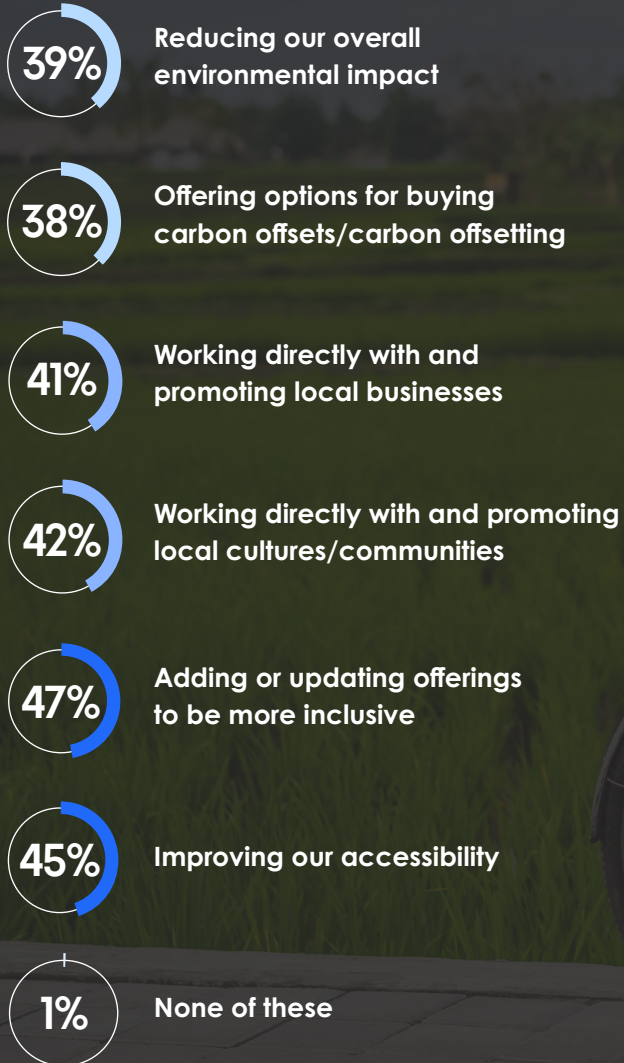 39%
Reducing our overall
environmental impact
38%
Offering options for buying
carbon offsets/carbon offsetting
41%
Working directly with and
promoting local businesses
42%
Working directly with and promoting
local cultures/communities
47%
Adding or updating offerings
to be more inclusive
45%
Improving our accessibility
1%
None of these